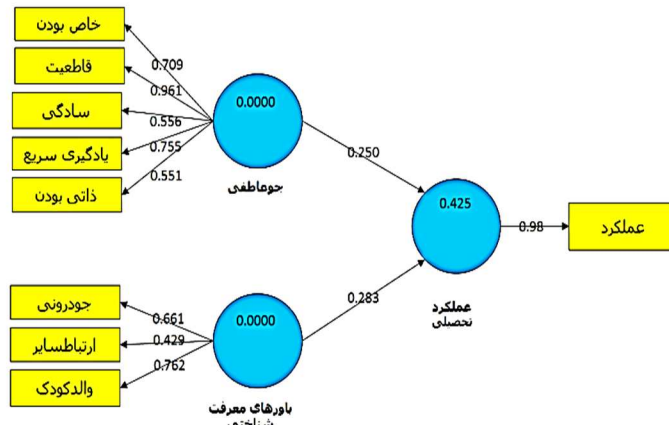 خاص بودن
قاطعیت
سادگی
یادگیری سریع
ذاتی بودن
0.709
0.961
0.556
0.755
0.551
0.0000
جوعاطفی
0.250
0.425
عملکرد
تحصیلی
0.98
عملکرد
جودرونی
ارتباطسایر
والدکودک
0.661
0.429
0.762
0.0000
باورهای معرفت
شناختی
0.283